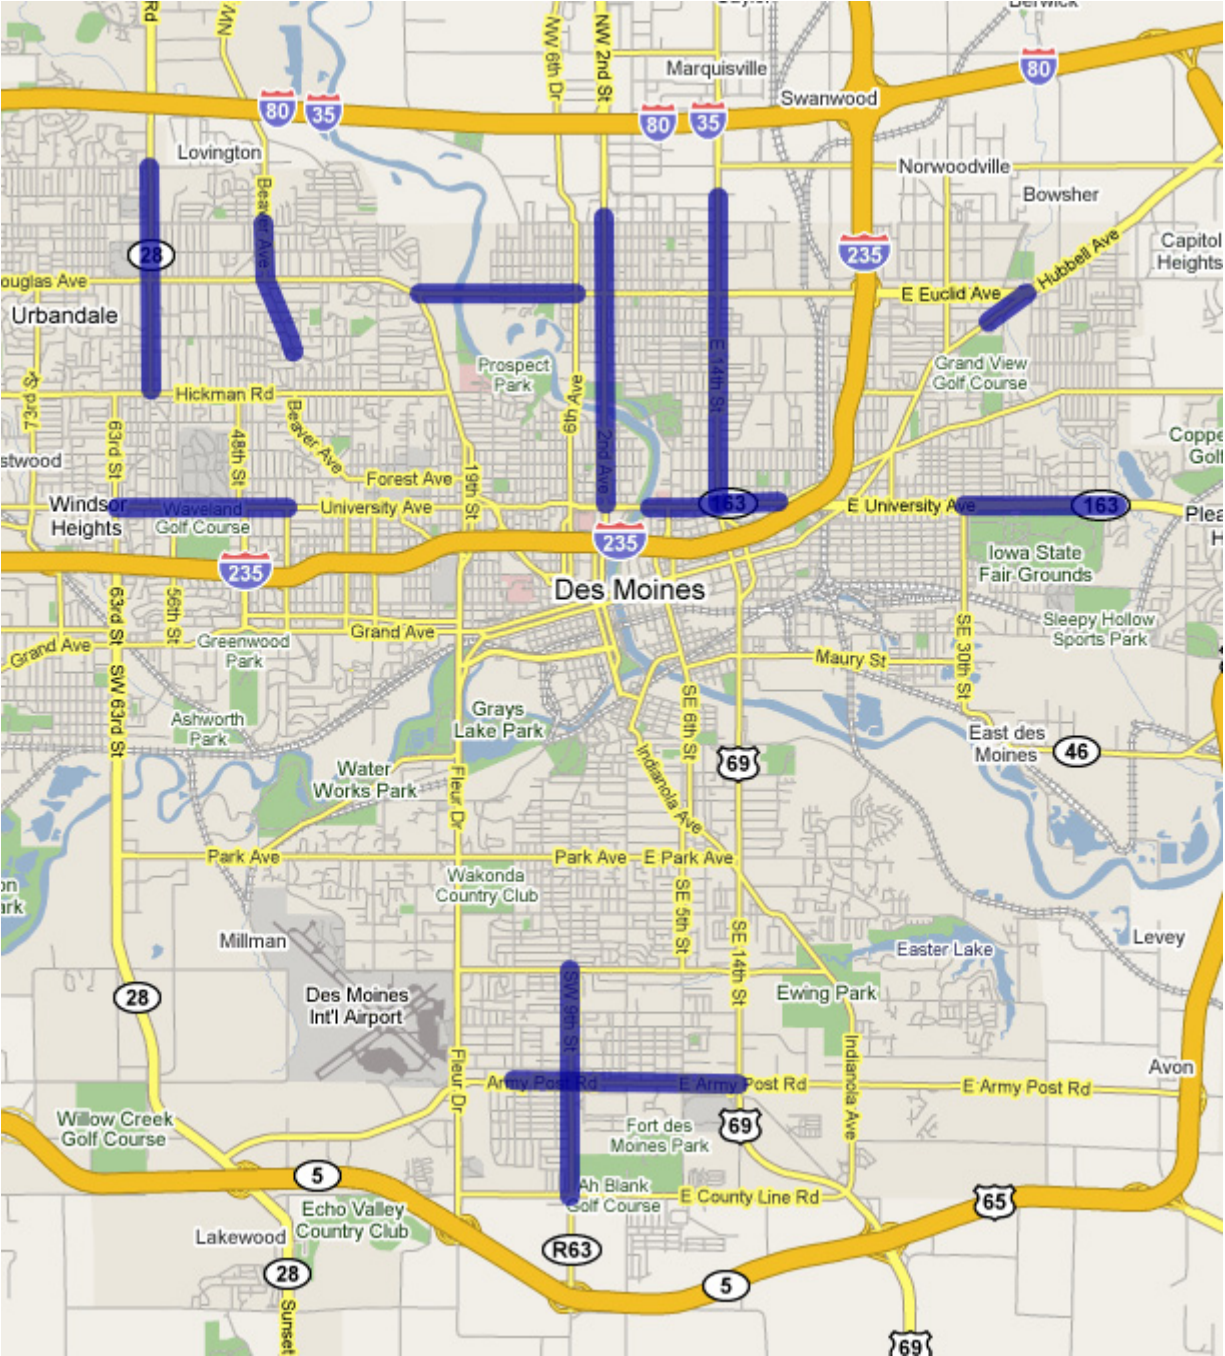 Rd
NW 6th Dr
NW 2nd St
Berwick
Marquisville
80
Swanwood
80
35
80
35
Lovington
Norwoodville
Bowsher
Beaver Ave
28
235
Hubbell Ave
Capitol
Heights
ouglas Ave
E Euclid Ave
Urbandale
E 14th St
Prospect
Park
Grand View
Golf Course
73rd St
Hickman Rd
6th Ave
63rd St
48th St
Beaver Ave
2nd Ave
Coppe
Golf
stwood
Forest Ave
19th St
Windsor
Heights
Waveland
Golf Course
University Ave
163
E University Ave
163
Plea
H
235
235
Iowa State
Fair Grounds
Des Moines
63rd St
56th St
Grand Ave
Greenwood
Park
Grand Ave
SE 30th St
Sleepy Hollow
Sports Park
Maury St
SW 63rd St
Ashworth
Park
Grays
Lake Park
SE 6th St
East des
Moines
46
69
Water
Works Park
Fleur Dr
Indianola Ave
Park Ave
Park Ave
E Park Ave
Wakonda
Country Club
SE 5th St
on
ark
Millman
SE 14th St
Easter Lake
Levey
28
Des Moines
Int'l Airport
SW 9th St
Ewing Park
Fleur Dr
Indianola Ave
Avon
Army Post Rd
E Army Post Rd
E Army Post Rd
Willow Creek
Golf Course
Fort des
Moines Park
69
5
Ah Blank
Golf Course
E County Line Rd
65
Lakewood
Echo Valley
Country Club
R63
28
5
Sunset
69